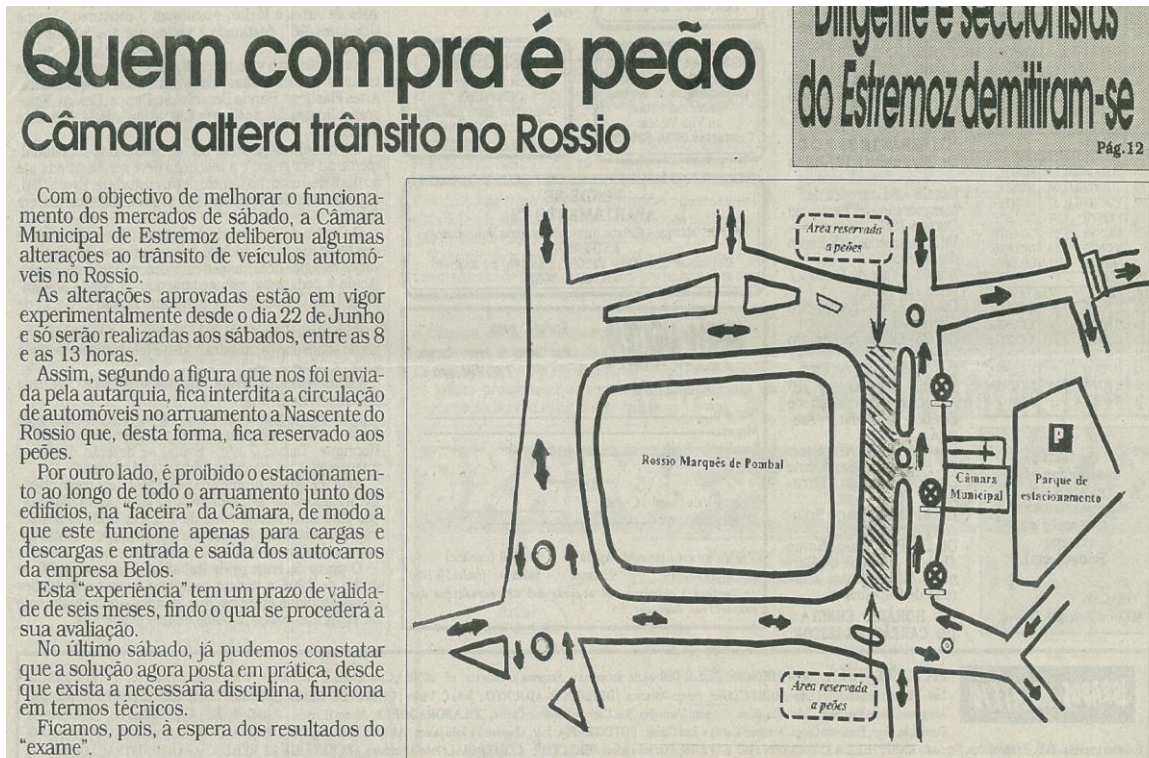 Quem compra é peão
Câmara altera trânsito no Rossio
Dirigente e seccionistas
do Estremoz demitiram-se
Pág.12
Com o objectivo de melhorar o funciona-
mento dos mercados de sábado, a Câmara
Municipal de Estremoz deliberou algumas
alterações ao trânsito de veículos automó-
veis no Rossio.
As alterações aprovadas estão em vigor
experimentalmente desde o dia 22 de Junho
e só serão realizadas aos sábados, entre as 8
e as 13 horas.
Assim, segundo a figura que nos foi envia-
da pela autarquia, fica interdita a circulação
de automóveis no arruamento a Nascente do
Rossio que, desta forma, fica reservado aos
peões.
Por outro lado, é proibido o estacionamen-
to ao longo de todo o arruamento junto dos
edifícios, na "faceira" da Câmara, de modo a
que este funcione apenas para cargas e
descargas e entrada e saída dos autocarros
da empresa Belos.
Esta "experiência" tem um prazo de valida-
de de seis meses, findo o qual se procederá à
sua avaliação.
No último sábado, já pudemos constatar
que a solução agora posta em prática, desde
que exista a necessária disciplina, funciona
em termos técnicos.
Ficamos, pois, à espera dos resultados do
"exame".
Área reservada
a peões
Rossio Marquês de Pombal
P
Câmara
Municipal
Parque de
estacionamento
Área reservada
a peões